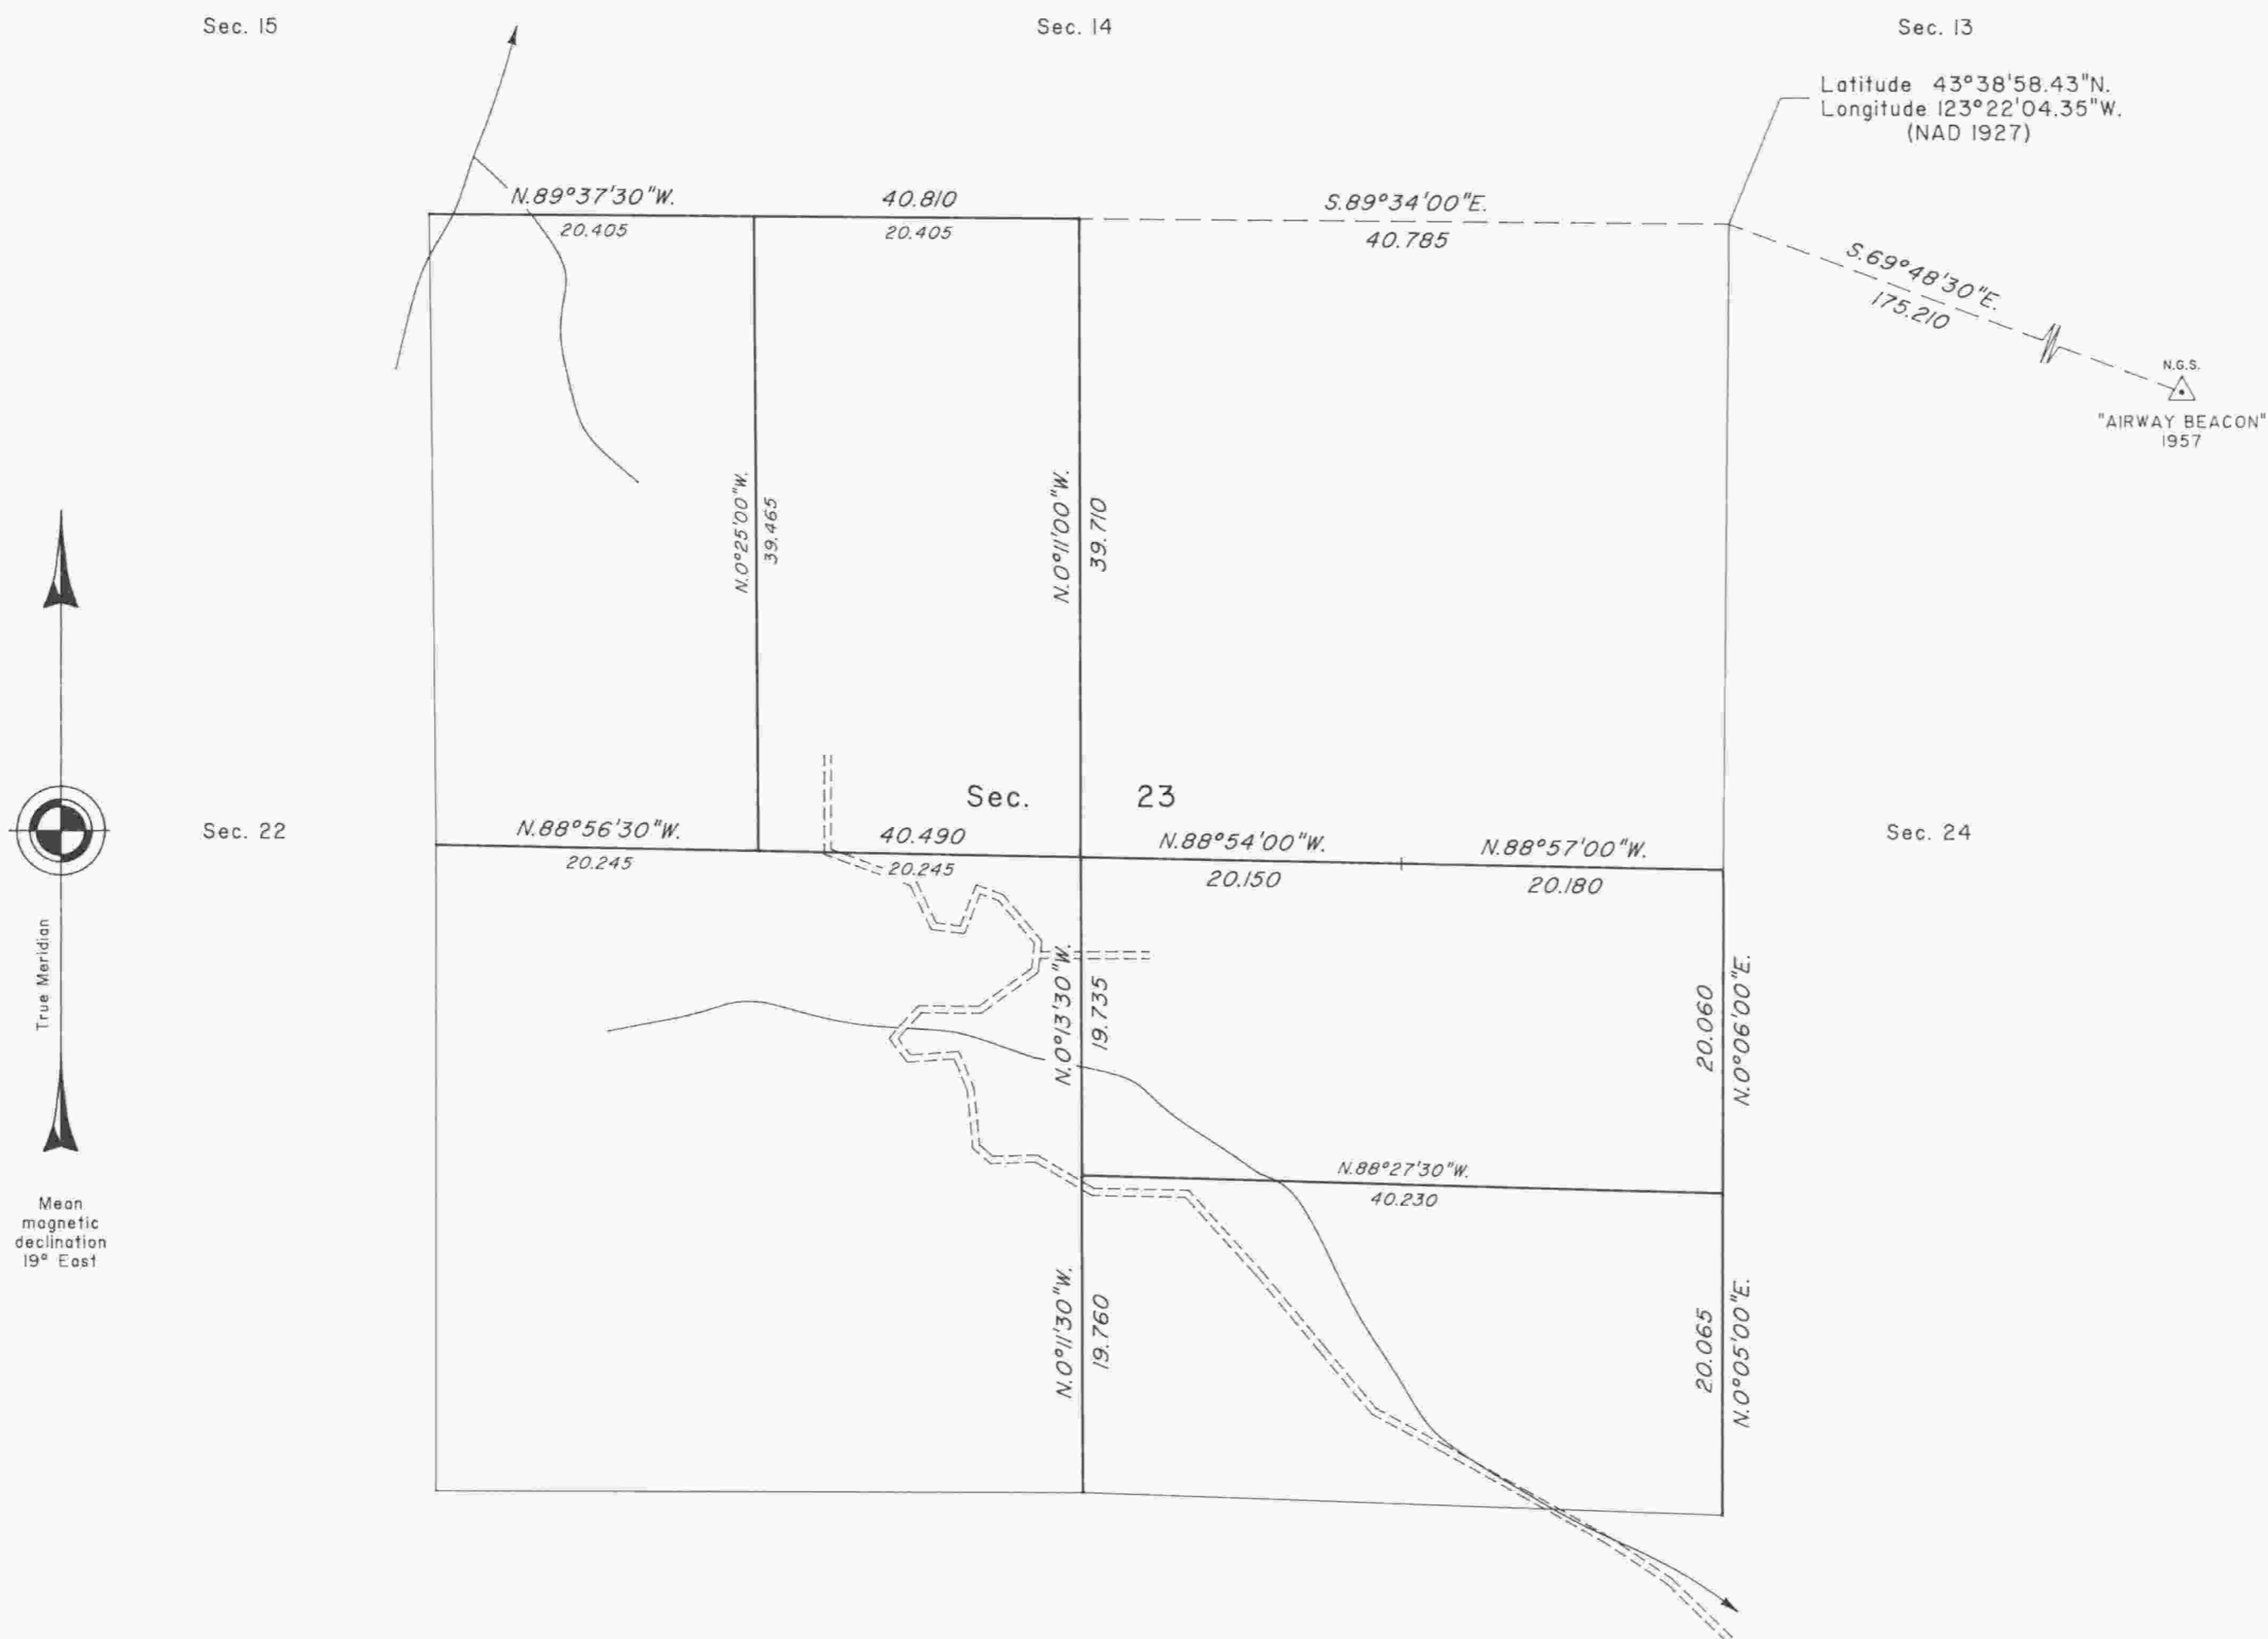 Sec. 15
Sec. 14
Sec. 13
Latitude 43°38'58.43"N.
Longitude 123°22'04.35"W.
(NAD 1927)
N.89°37'30"W.
40.810
S.89°34'00"E.
20.405
20.405
40.785
S.69°48'30"E.
175.210
N.G.S.
"AIRWAY BEACON"
1957
N.0°25'00"W.
39.465
N.0°11'00"W.
39.710
Sec. 23
Sec. 22
N.88°56'30"W.
40.490
N.88°54'00"W.
N.88°57'00"W.
Sec. 24
20.245
20.245
20.150
20.180
True Meridian
N.0°13'30"W.
19.735
20.060
N.0°06'00"E.
N.88°27'30"W.
40.230
Mean
magnetic
declination
19° East
N.0°11'30"W.
19.760
20.065
N.0°05'00"E.